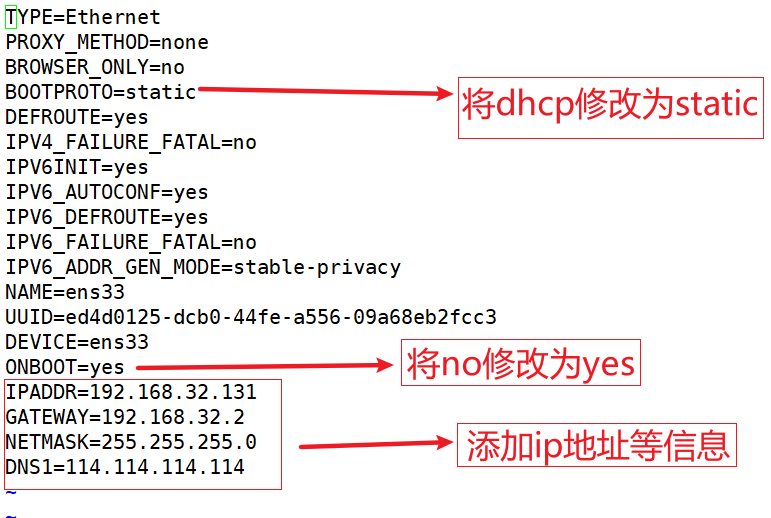 TYPE=Ethernet
PROXY_METHOD=none
BROWSER_ONLY=no
BOOTPROTO=static
将dhcp修改为static
DEFROUTE=yes
IPV4_FAILURE_FATAL=no
IPV6INIT=yes
IPV6_AUTOCONF=yes
IPV6_DEFROUTE=yes
IPV6_FAILURE_FATAL=no
IPV6_ADDR_GEN_MODE=stable-privacy
NAME=ens33
UUID=ed4d0125-dcb0-44fe-a556-09a68eb2fcc3
DEVICE=ens33
ONBOOT=yes
将no修改为yes
IPADDR=192.168.32.131
GATEWAY=192.168.32.2
NETMASK=255.255.255.0
DNS1=114.114.114.114
添加ip地址等信息
~
~